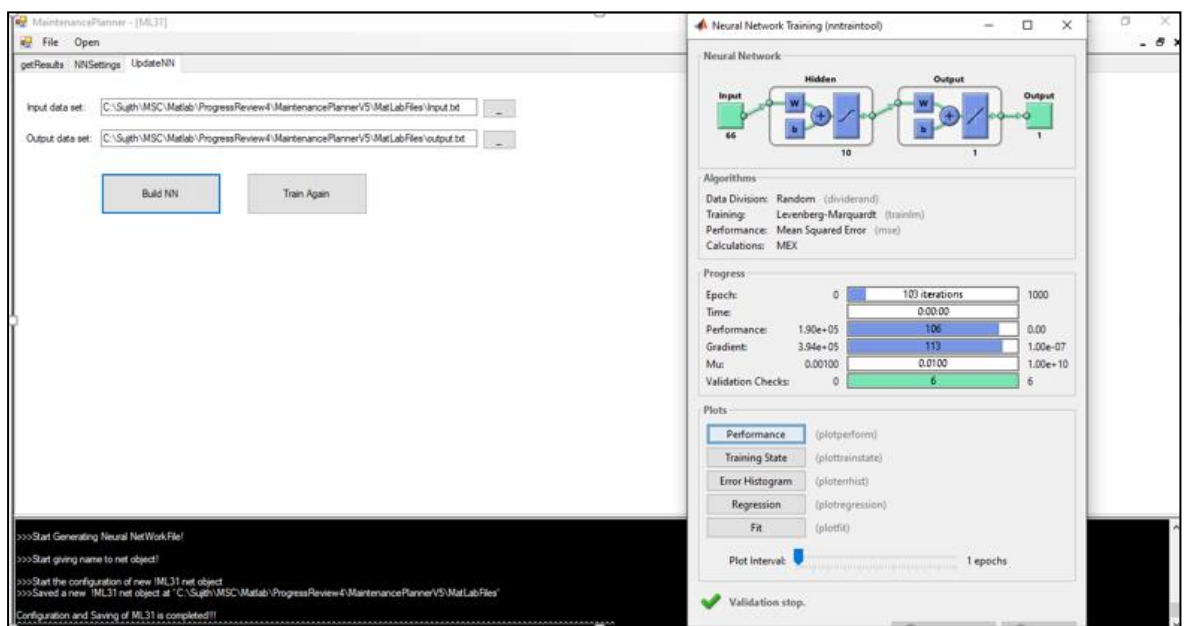 MaintenancePlanner - [ML31]
File Open
getResults NNSettings UpdateNN
Input data set: C:\Sujith\MSC\Matlab\ProgressReview4\MaintenancePlannerV5\MatLabFiles\Input.txt ...
Output data set: C:\Sujith\MSC\Matlab\ProgressReview4\MaintenancePlannerV5\MatLabFiles\output.txt ...
Build NN Train Again
>>>Start Generating Neural NetWorkFile!
>>>Start giving name to net object!
>>>Start the configuration of new !ML31 net object
>>>Saved a new !ML31 net object at "C:\Sujith\MSC\Matlab\ProgressReview4\MaintenancePlannerV5\MatLabFiles"
Configuration and Saving of ML31 is completed!!!
Neural Network Training (nntraintool)
Neural Network
Hidden Output
Input W b W b Output
66 10 1 1
Algorithms
Data Division: Random (dividerand)
Training: Levenberg-Marquardt (trainlm)
Performance: Mean Squared Error (mse)
Calculations: MEX
Progress
Epoch: 0 103 iterations 1000
Time: 0:00:00
Performance: 1.90e+05 106 0.00
Gradient: 3.94e+05 113 1.00e-07
Mu: 0.00100 0.0100 1.00e+10
Validation Checks: 0 6 6
Plots
Performance (plotperform)
Training State (plottrainstate)
Error Histogram (ploterrhist)
Regression (plotregression)
Fit (plotfit)
Plot Interval: 1 epochs
Validation stop.